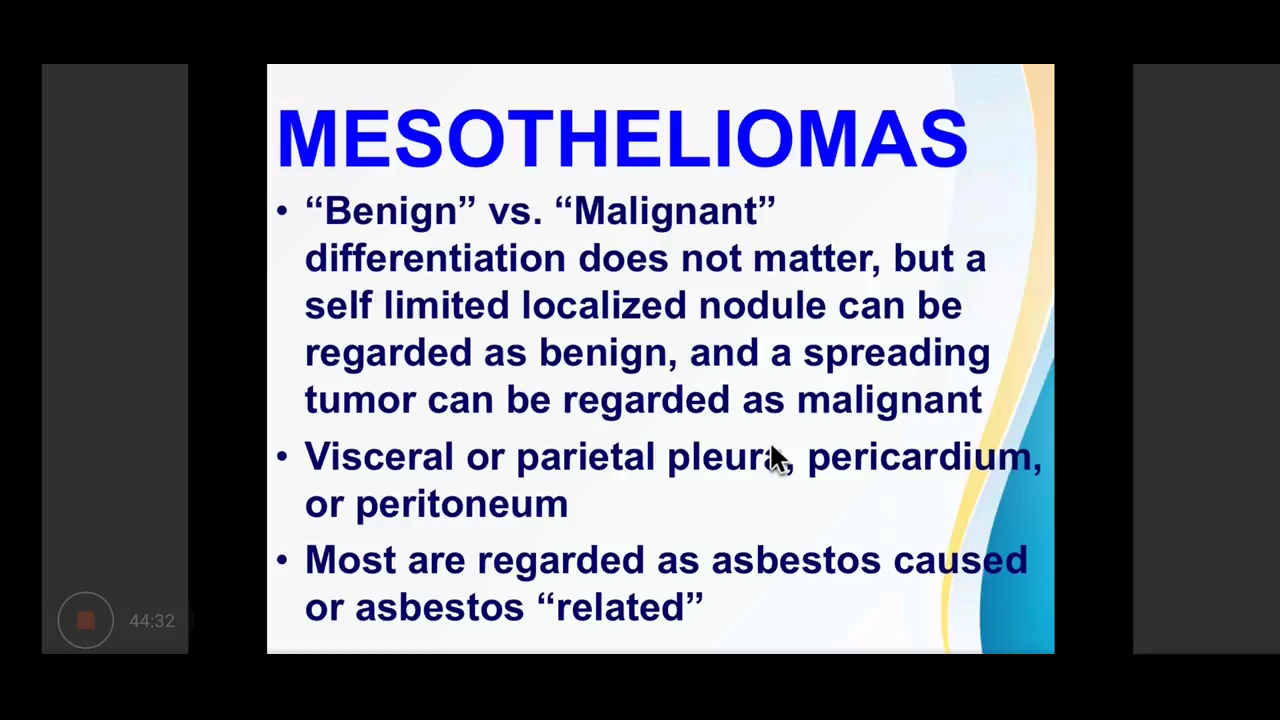 MESOTHELIOMAS
• “Benign” vs. “Malignant”
differentiation does not matter, but a
self limited localized nodule can be
regarded as benign, and a spreading
tumor can be regarded as malignant
• Visceral or parietal pleura, pericardium,
or peritoneum
• Most are regarded as asbestos caused
or asbestos “related”
44:32